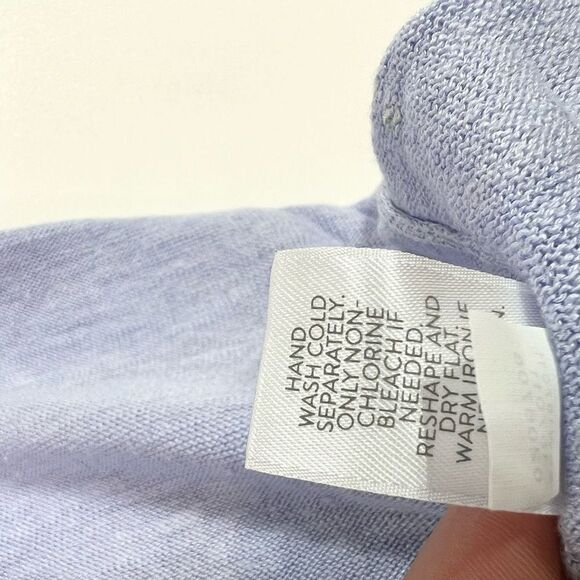 HAND
WASH COLD
SEPARATELY.
ONLY NON-
CHLORINE
BLEACH IF
NEEDED.
RESHAPE AND
DRY FLAT.
WARM IRON IF